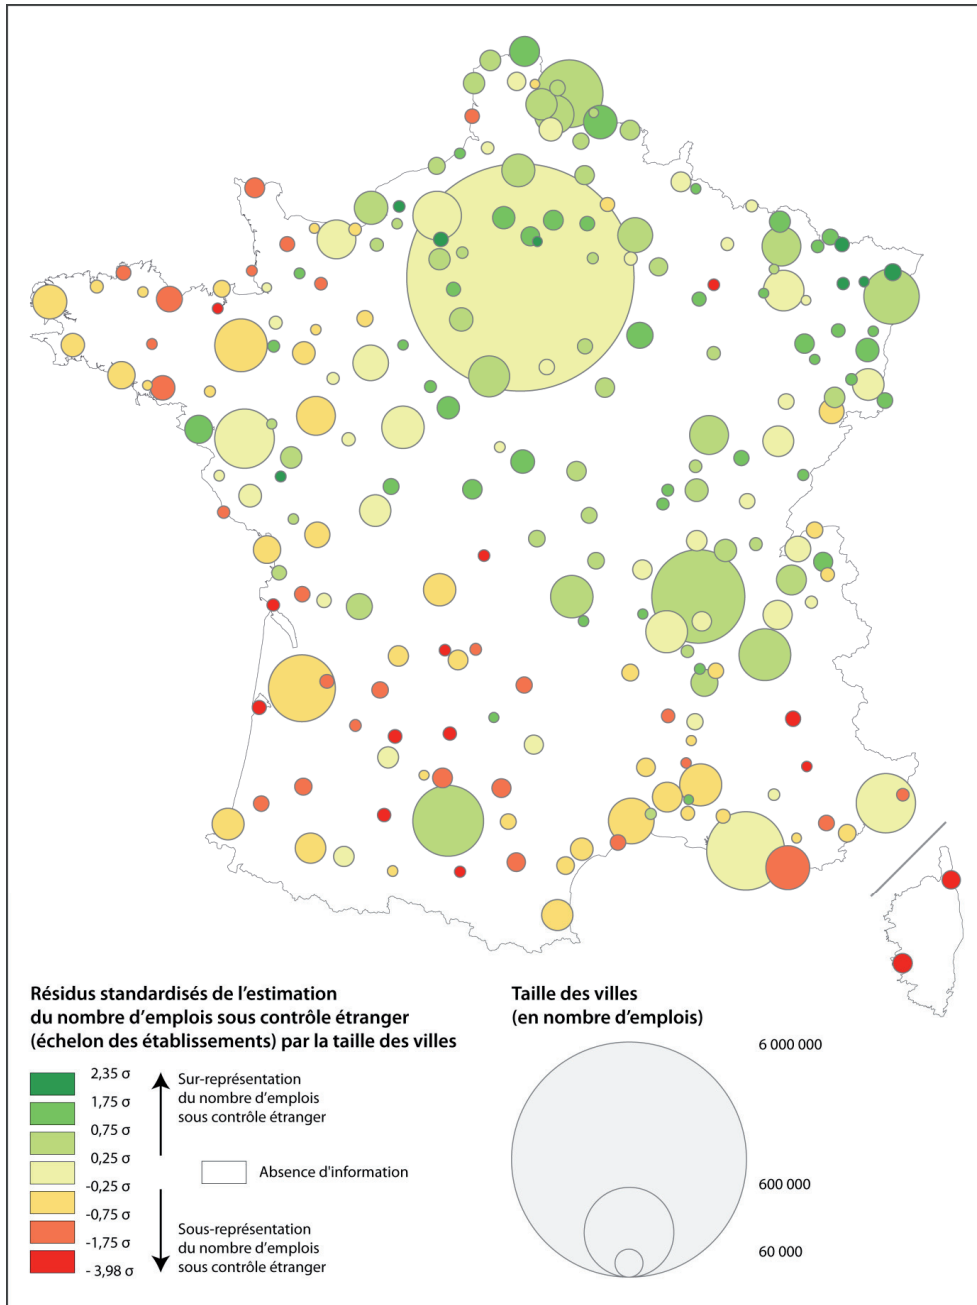 Résidus standardisés de l'estimation
du nombre d'emplois sous contrôle étranger
(échelon des établissements) par la taille des villes
2,35 σ
1,75 σ
0,75 σ
0,25 σ
-0,25 σ
-0,75 σ
-1,75 σ
- 3,98 σ
Sur-représentation
du nombre d'emplois
sous contrôle étranger
Absence d'information
Sous-représentation
du nombre d'emplois
sous contrôle étranger
Taille des villes
(en nombre d'emplois)
6 000 000
600 000
60 000